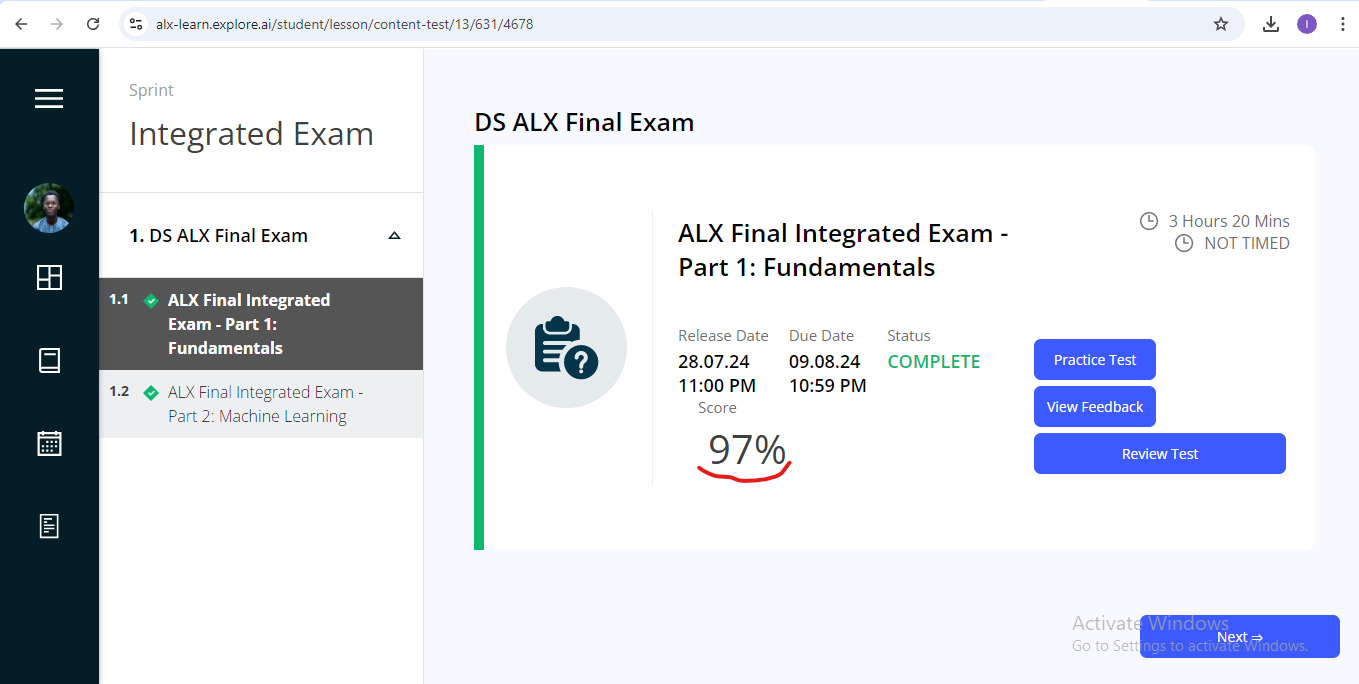 alx-learn.explore.ai/student/lesson/content-test/13/631/4678
I
Sprint
Integrated Exam
1. DS ALX Final Exam
1.1 ALX Final Integrated
Exam - Part 1:
Fundamentals
1.2 ALX Final Integrated Exam -
Part 2: Machine Learning
DS ALX Final Exam
ALX Final Integrated Exam -
Part 1: Fundamentals
3 Hours 20 Mins
NOT TIMED
Release Date Due Date Status
28.07.24 09.08.24 COMPLETE
11:00 PM 10:59 PM
Score
97%
Practice Test
View Feedback
Review Test
Activate Windows
Go to Settings to activate Windows.
Next ⇒